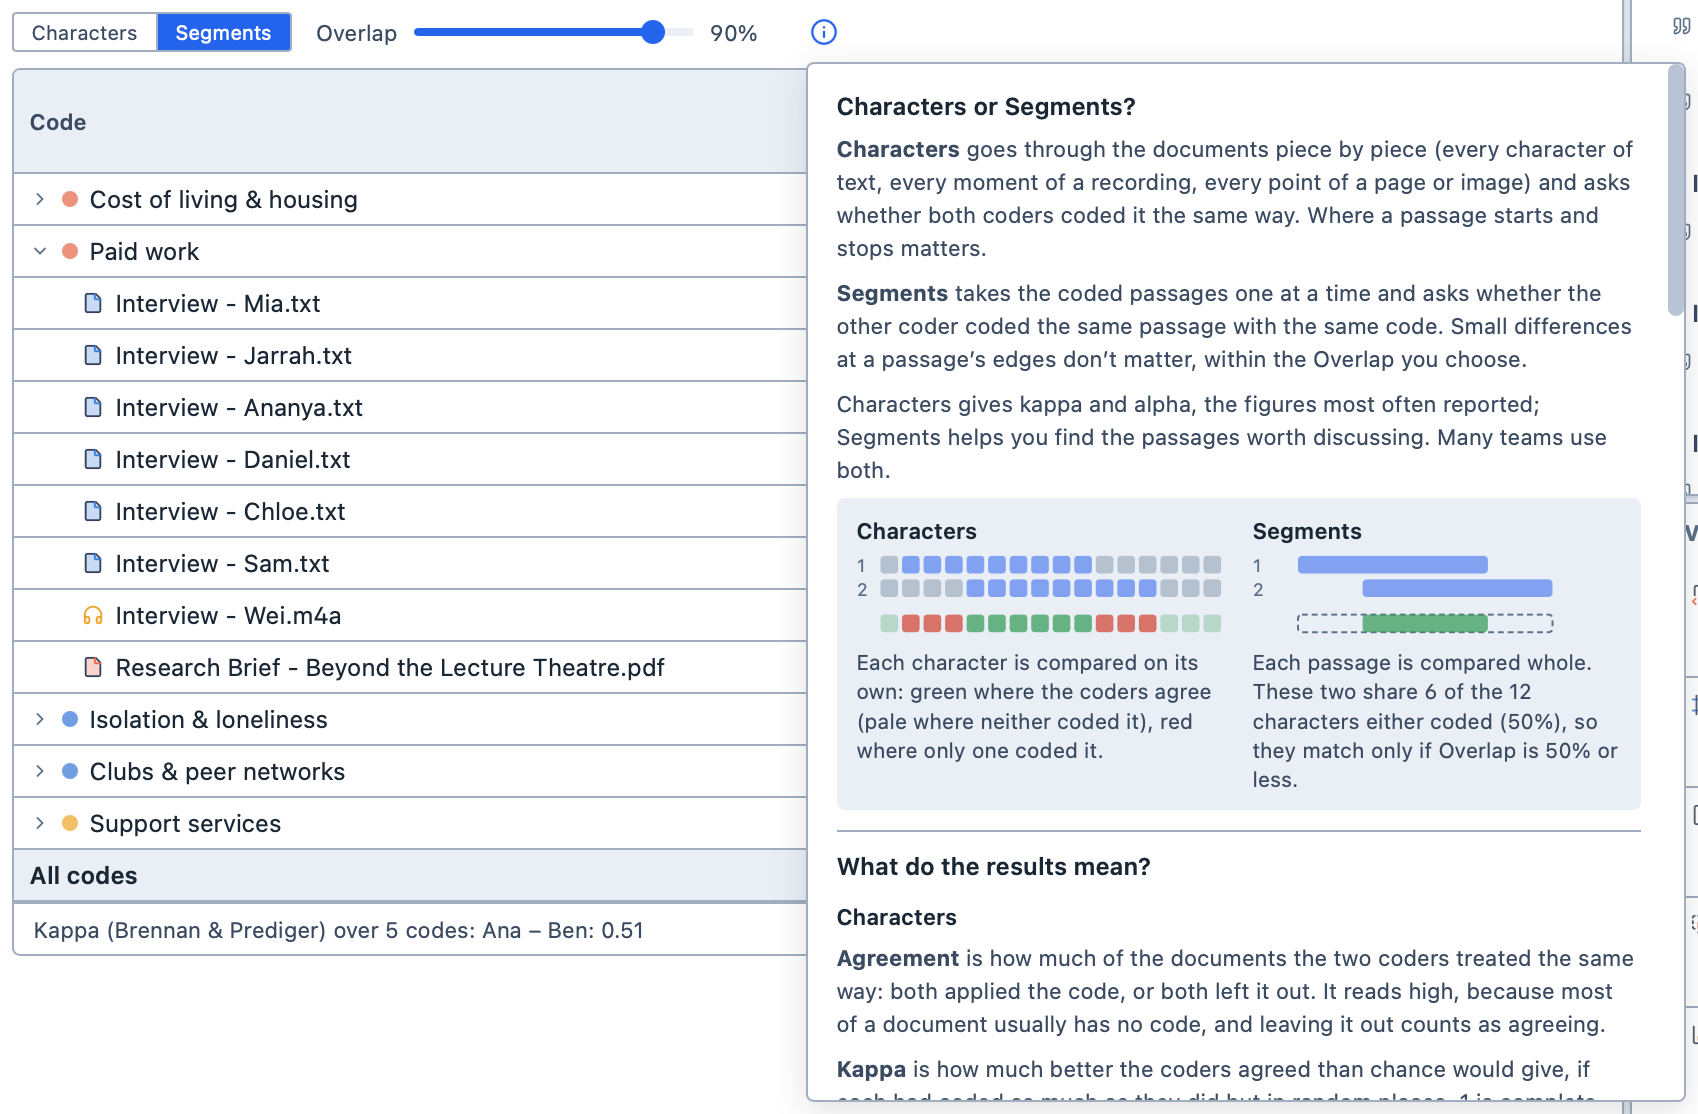 Characters
Segments
Overlap
90%
Code
Cost of living & housing
Paid work
Interview - Mia.txt
Interview - Jarrah.txt
Interview - Ananya.txt
Interview - Daniel.txt
Interview - Chloe.txt
Interview - Sam.txt
Interview - Wei.m4a
Research Brief - Beyond the Lecture Theatre.pdf
Isolation & loneliness
Clubs & peer networks
Support services
All codes
Kappa (Brennan & Prediger) over 5 codes: Ana – Ben: 0.51
Characters or Segments?
Characters goes through the documents piece by piece (every character of
text, every moment of a recording, every point of a page or image) and asks
whether both coders coded it the same way. Where a passage starts and
stops matters.
Segments takes the coded passages one at a time and asks whether the
other coder coded the same passage with the same code. Small differences
at a passage’s edges don’t matter, within the Overlap you choose.
Characters gives kappa and alpha, the figures most often reported;
Segments helps you find the passages worth discussing. Many teams use
both.
Characters
1
2
Each character is compared on its
own: green where the coders agree
(pale where neither coded it), red
where only one coded it.
Segments
1
2
Each passage is compared whole.
These two share 6 of the 12
characters either coded (50%), so
they match only if Overlap is 50% or
less.
What do the results mean?
Characters
Agreement is how much of the documents the two coders treated the same
way: both applied the code, or both left it out. It reads high, because most
of a document usually has no code, and leaving it out counts as agreeing.
Kappa is how much better the coders agreed than chance would give, if